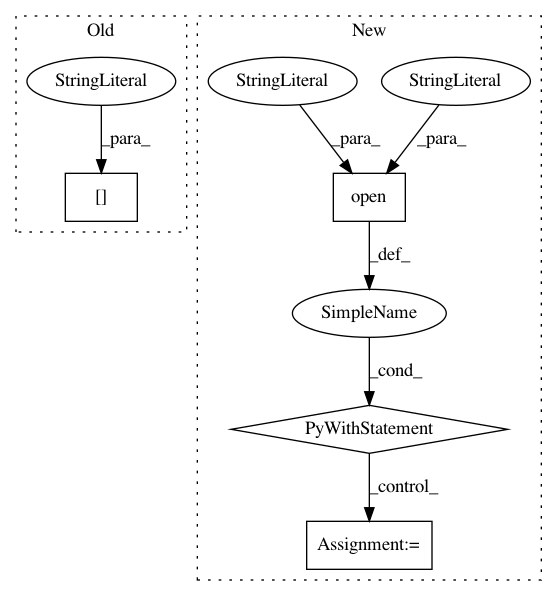 Old
New
StringLiteral
StringLiteral
StringLiteral
_para_
_para_
_para_
[]
open
_def_
SimpleName
_cond_
PyWithStatement
_control_
Assignment:=